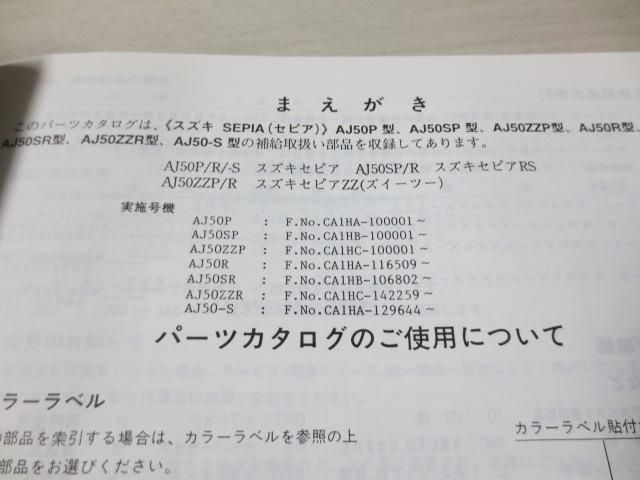 まえがき
このパーツカタログは、《スズキ SEPIA(セピア)》AJ50P型、AJ50SP型、AJ50ZZP型、AJ50R型、
AJ50SR型、AJ50ZZR型、AJ50-S型の補給取扱い部品を収録してあります。
AJ50P/R/-S スズキセピア AJ50SP/R スズキセピアRS
AJ50ZZP/R スズキセピアZZ(ズイーツー)
実施号機
AJ50P : F.No.CA1HA-100001~
AJ50SP : F.No.CA1HB-100001~
AJ50ZZP : F.No.CA1HC-100001~
AJ50R : F.No.CA1HA-116509~
AJ50SR : F.No.CA1HB-106802~
AJ50ZZR : F.No.CA1HC-142259~
AJ50-S : F.No.CA1HA-129644~
パーツカタログのご使用について
ラーラベル
部品を索引する場合は、カラーラベルを参照の上
部品をお選びください。
カラーラベル貼付